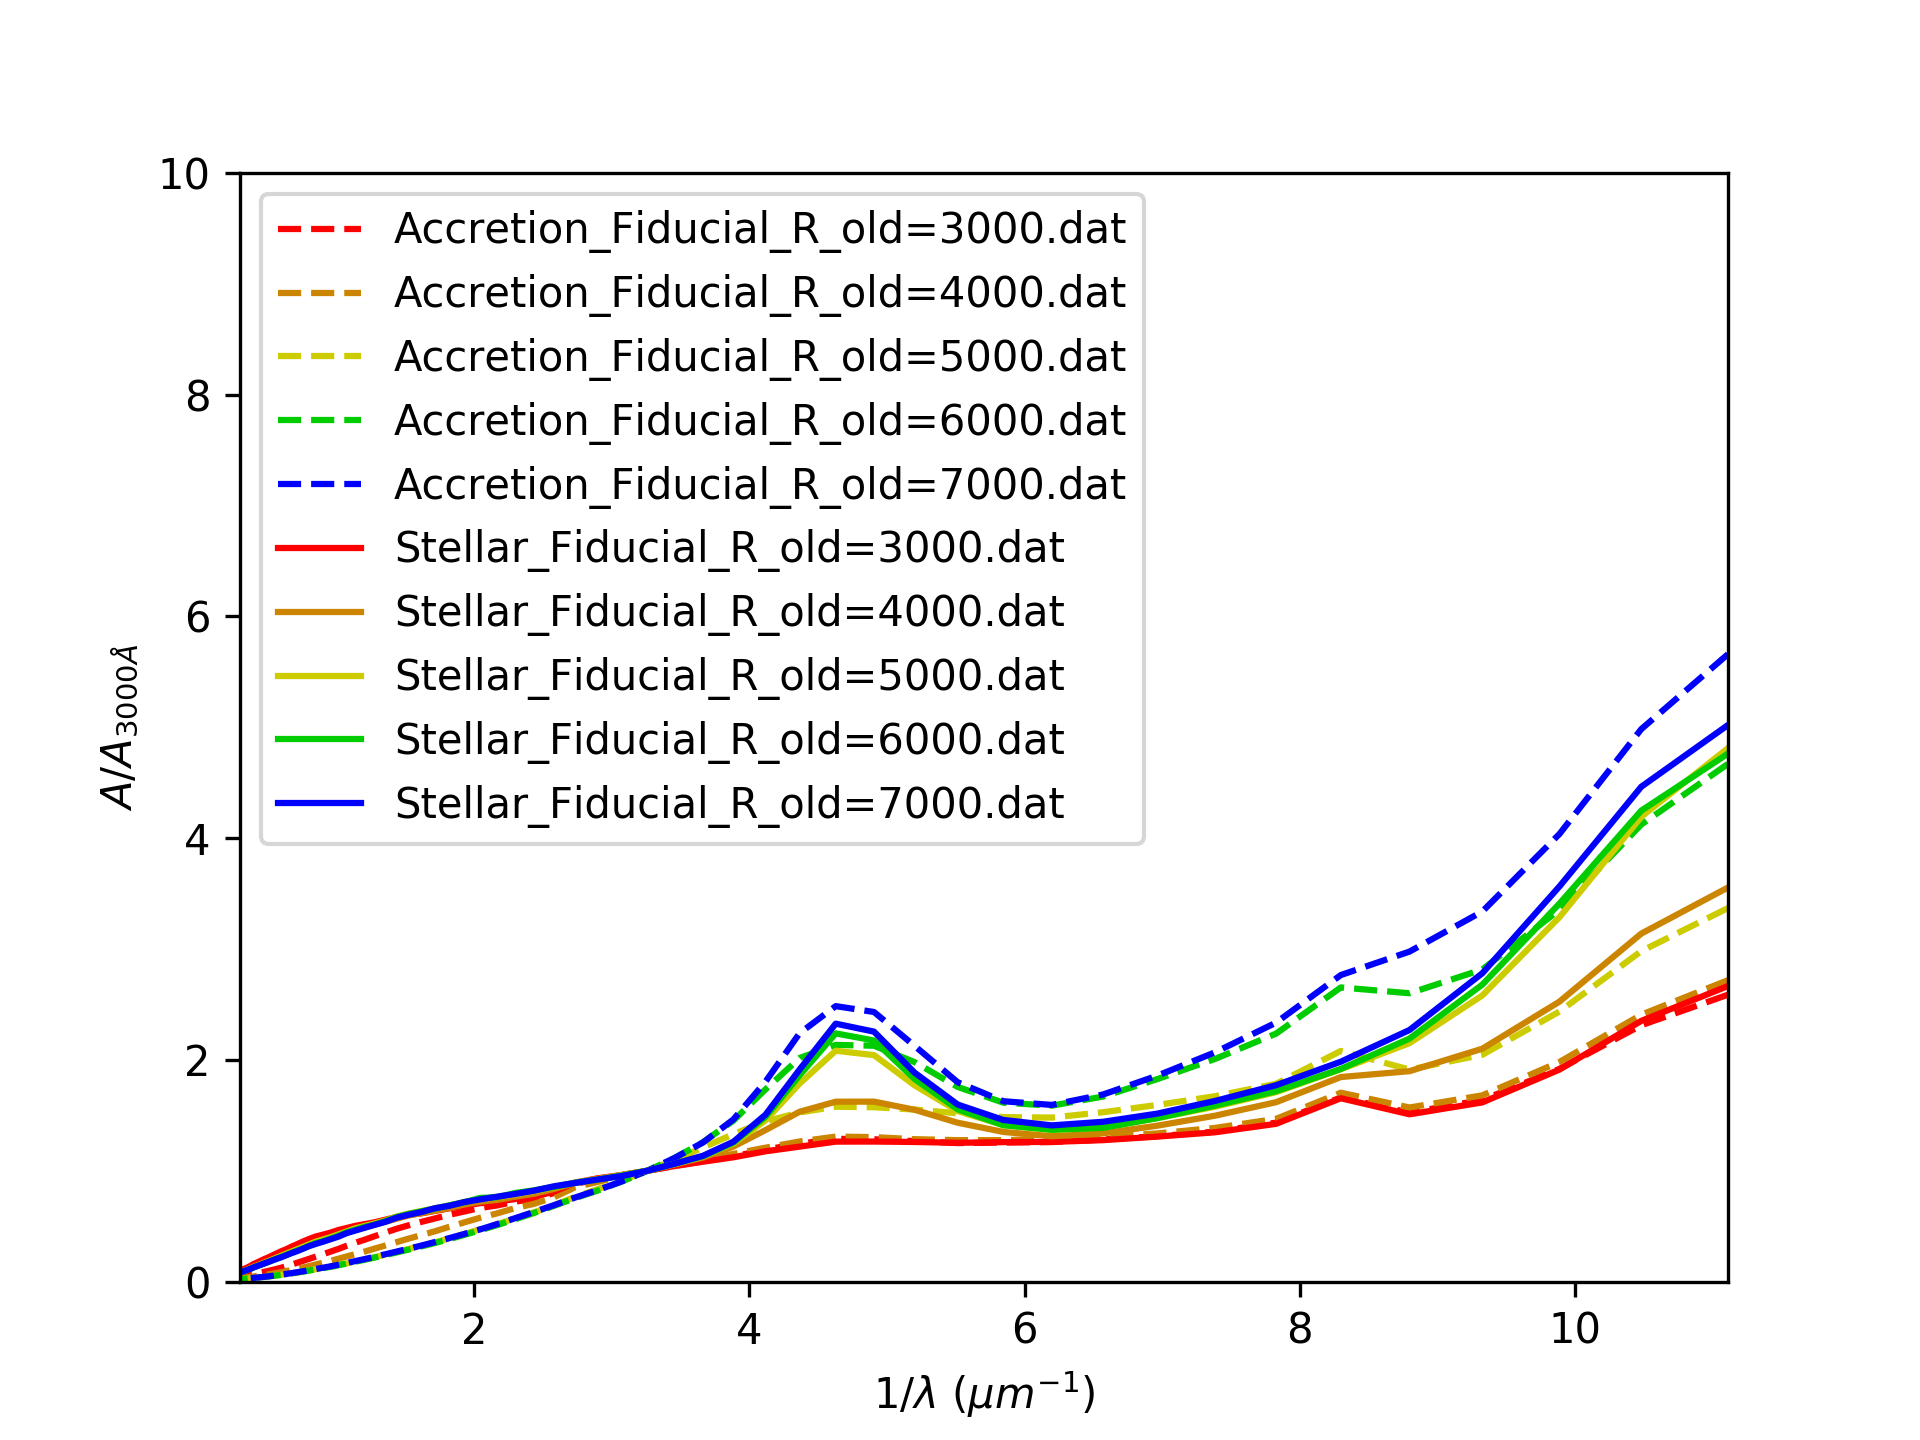 10
8
6
4
2
0
A/A3000Å
Accretion_Fiducial_R_old=3000.dat
Accretion_Fiducial_R_old=4000.dat
Accretion_Fiducial_R_old=5000.dat
Accretion_Fiducial_R_old=6000.dat
Accretion_Fiducial_R_old=7000.dat
Stellar_Fiducial_R_old=3000.dat
Stellar_Fiducial_R_old=4000.dat
Stellar_Fiducial_R_old=5000.dat
Stellar_Fiducial_R_old=6000.dat
Stellar_Fiducial_R_old=7000.dat
2 4 6 8 10
1/λ (μm⁻¹)